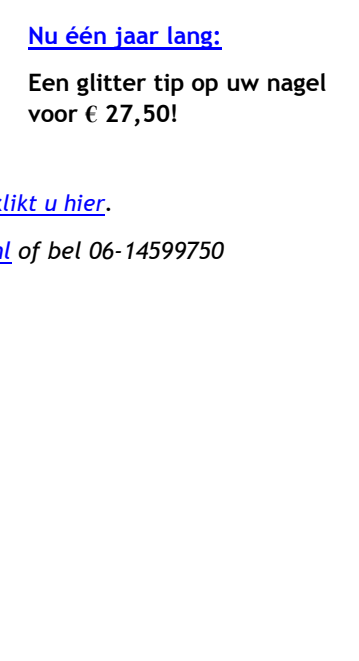 Nu één jaar lang:
Een glitter tip op uw nagel
voor € 27,50!
klikt u hier.
nl of bel 06-14599750